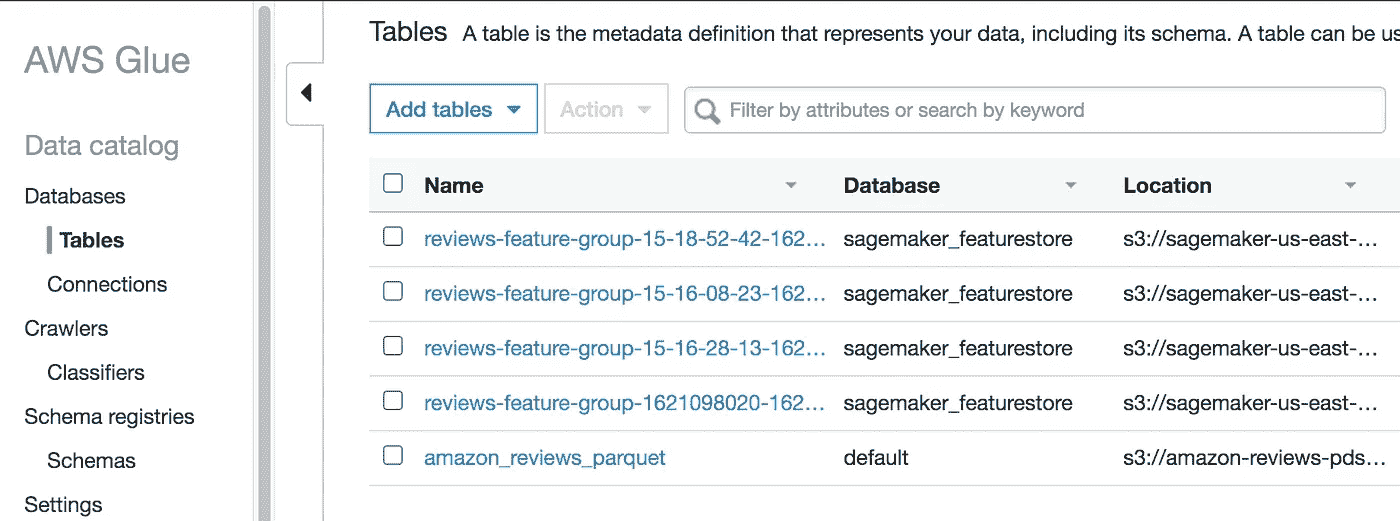 AWS Glue
Data catalog
Databases
Tables
Connections
Crawlers
Classifiers
Schema registries
Schemas
Settings
Tables A table is the metadata definition that represents your data, including its schema. A table can be us
Add tables Action Filter by attributes or search by keyword
Name Database Location
reviews-feature-group-15-18-52-42-162... sagemaker_featurestore s3://sagemaker-us-east-...
reviews-feature-group-15-16-08-23-162... sagemaker_featurestore s3://sagemaker-us-east-...
reviews-feature-group-15-16-28-13-162... sagemaker_featurestore s3://sagemaker-us-east-...
reviews-feature-group-1621098020-162... sagemaker_featurestore s3://sagemaker-us-east-...
amazon_reviews_parquet default s3://amazon-reviews-pds...